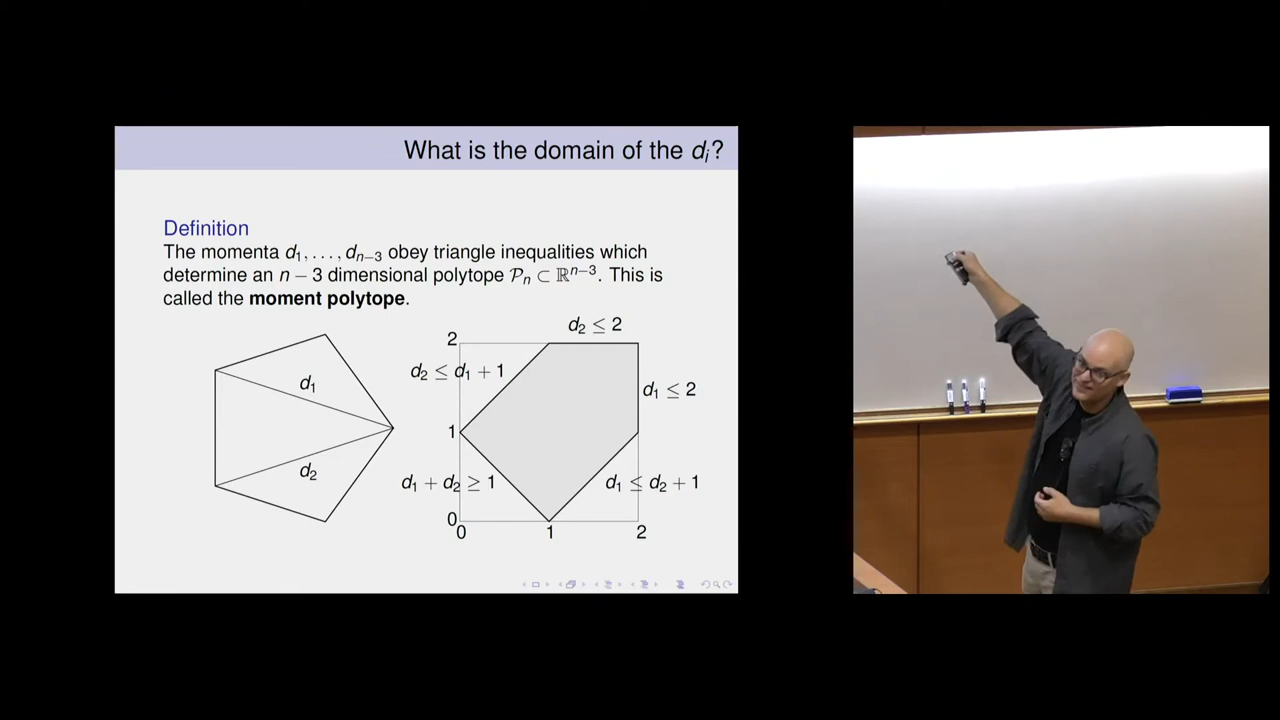 What is the domain of the dᵢ?
Definition
The momenta d₁, . . . , dₙ₋₃ obey triangle inequalities which
determine an n − 3 dimensional polytope 𝒫ₙ ⊂ ℝⁿ⁻³. This is
called the moment polytope.
d₁
d₂
d₂ ≤ 2
2
d₂ ≤ d₁ + 1
d₁ ≤ 2
1
d₁ + d₂ ≥ 1
d₁ ≤ d₂ + 1
0
0 1 2